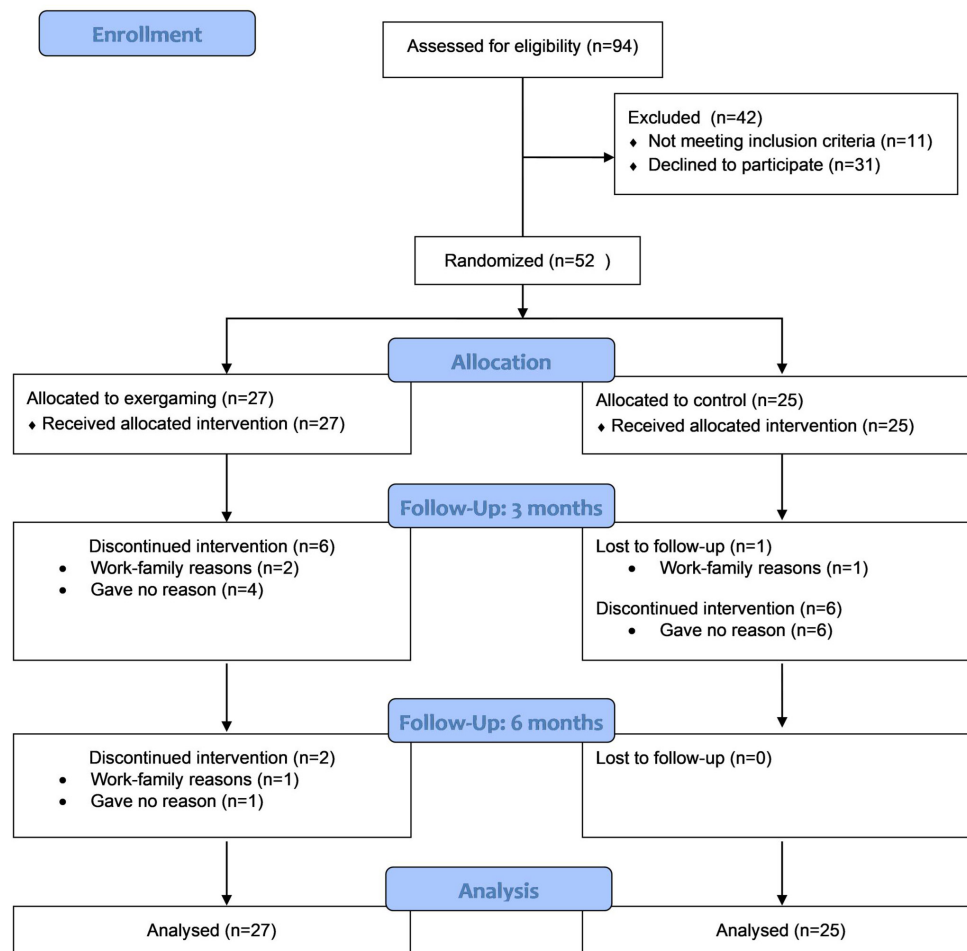 Enrollment
Assessed for eligibility (n=94)
Excluded (n=42)
♦ Not meeting inclusion criteria (n=11)
♦ Declined to participate (n=31)
Randomized (n=52 )
Allocation
Allocated to exergaming (n=27)
♦ Received allocated intervention (n=27)
Allocated to control (n=25)
♦ Received allocated intervention (n=25)
Follow-Up: 3 months
Discontinued intervention (n=6)
• Work-family reasons (n=2)
• Gave no reason (n=4)
Lost to follow-up (n=1)
• Work-family reasons (n=1)
Discontinued intervention (n=6)
• Gave no reason (n=6)
Follow-Up: 6 months
Discontinued intervention (n=2)
• Work-family reasons (n=1)
• Gave no reason (n=1)
Lost to follow-up (n=0)
Analysis
Analysed (n=27)
Analysed (n=25)